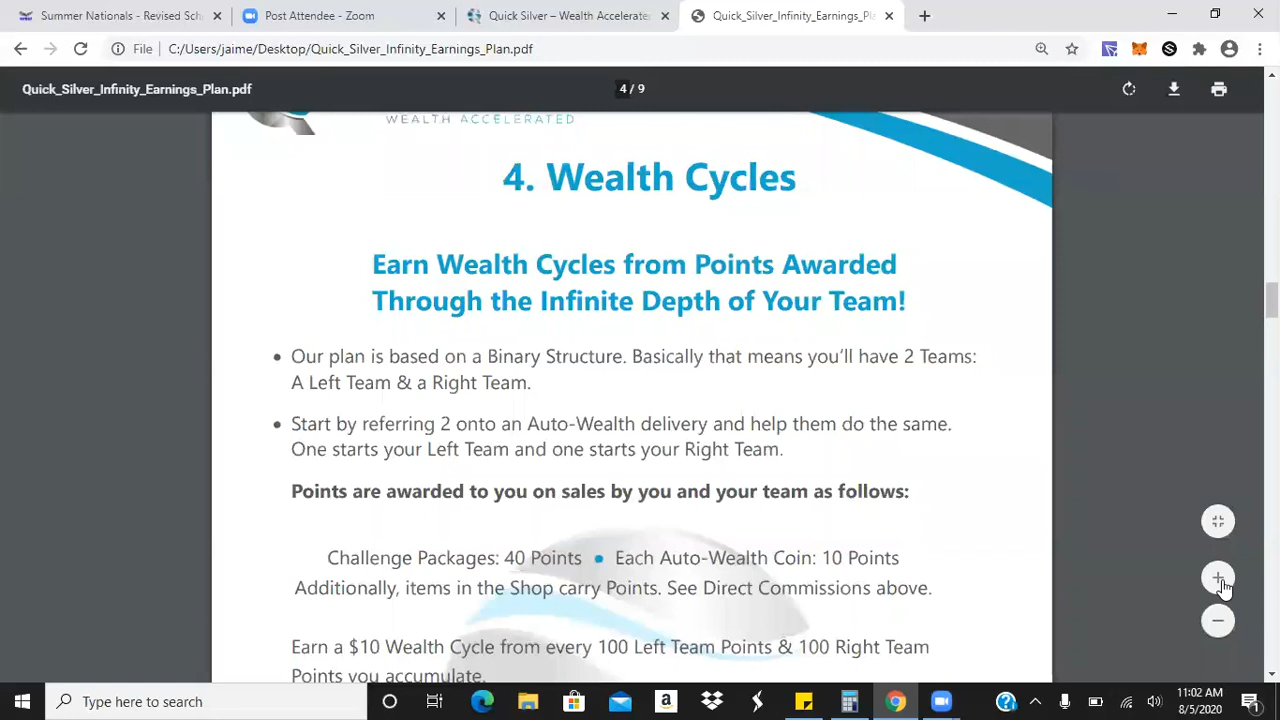 Summer Nationals - Revised Sch
Post Attendee - Zoom
Quick Silver – Wealth Accelerate
Quick_Silver_Infinity_Earnings_Pl
File
C:/Users/jaime/Desktop/Quick_Silver_Infinity_Earnings_Plan.pdf
Quick_Silver_Infinity_Earnings_Plan.pdf
4 / 9
WEALTH ACCELERATED
4. Wealth Cycles
Earn Wealth Cycles from Points Awarded
Through the Infinite Depth of Your Team!
• Our plan is based on a Binary Structure. Basically that means you'll have 2 Teams:
A Left Team & a Right Team.
• Start by referring 2 onto an Auto-Wealth delivery and help them do the same.
One starts your Left Team and one starts your Right Team.
Points are awarded to you on sales by you and your team as follows:
Challenge Packages: 40 Points • Each Auto-Wealth Coin: 10 Points
Additionally, items in the Shop carry Points. See Direct Commissions above.
Earn a $10 Wealth Cycle from every 100 Left Team Points & 100 Right Team
Points you accumulate.
Type here to search
11:02 AM
8/5/2020
1